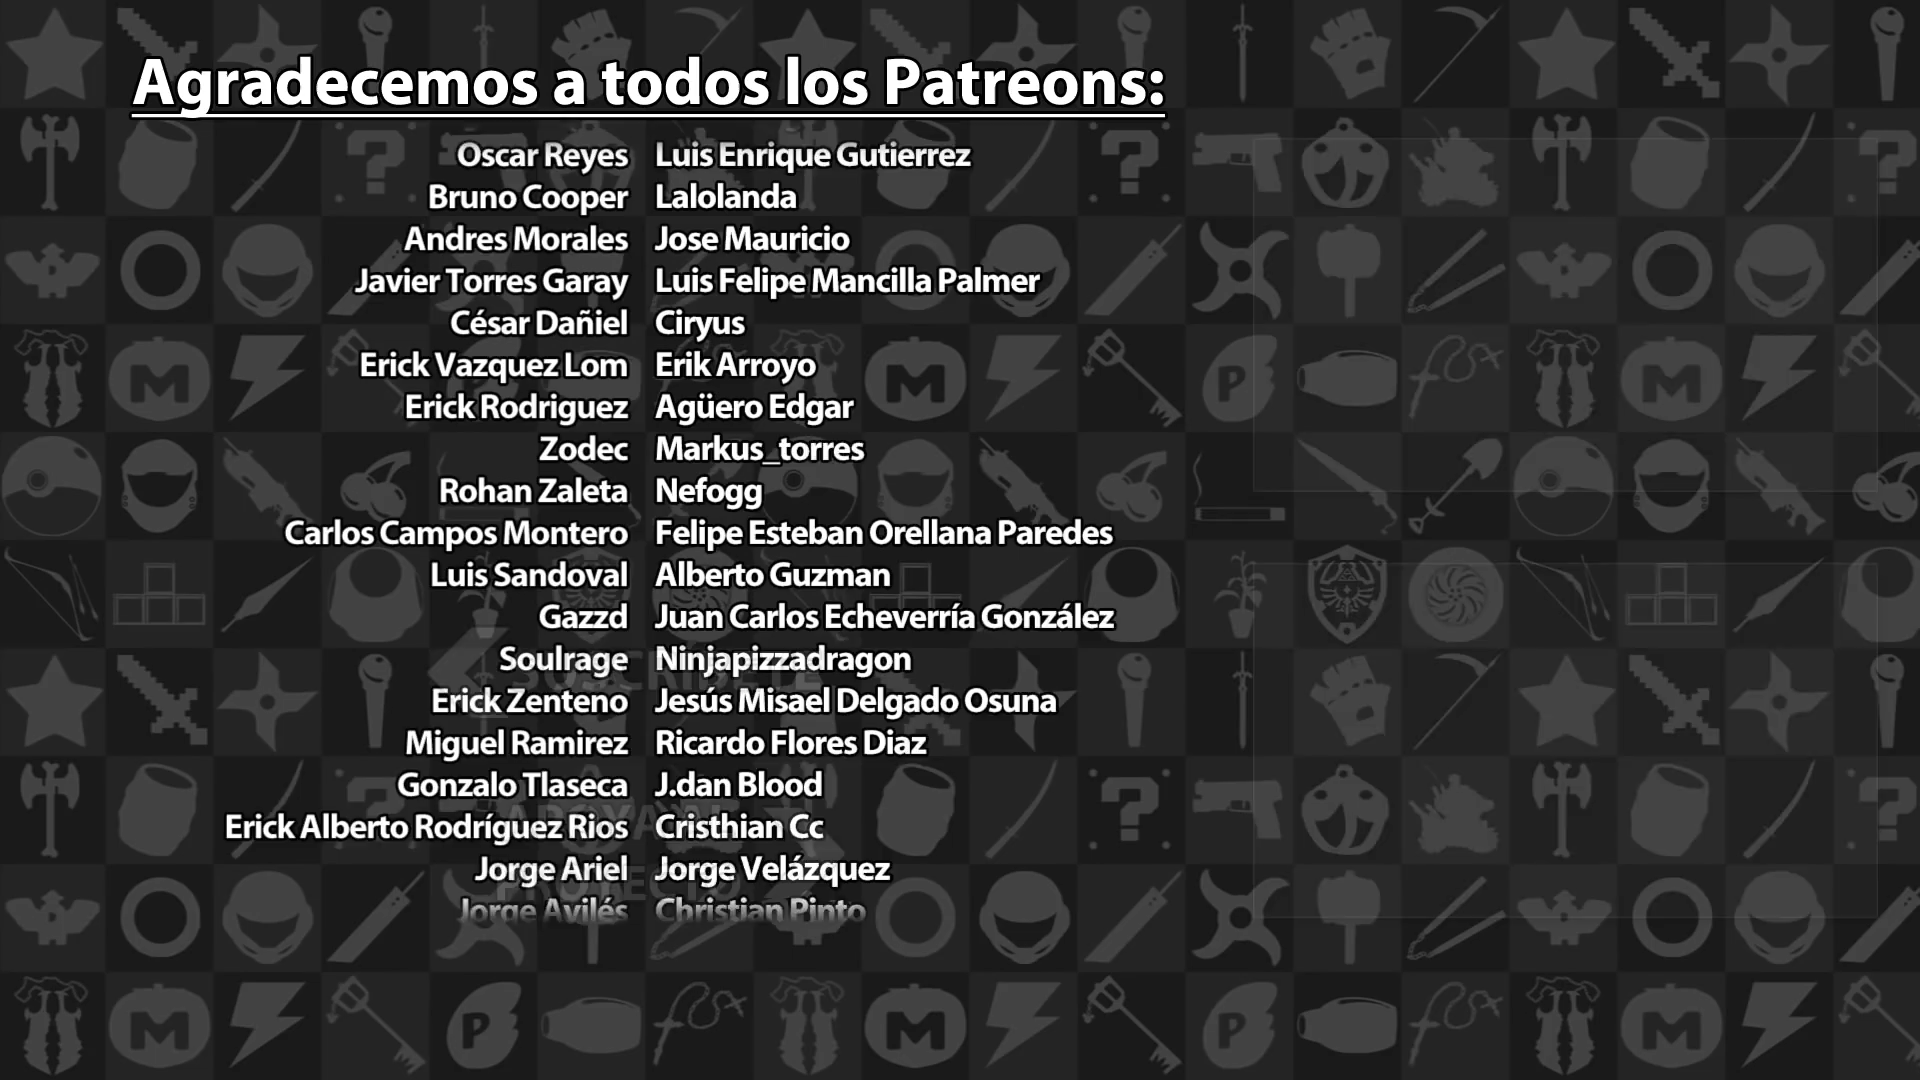 Agradecemos a todos los Patreons:
Oscar Reyes Luis Enrique Gutierrez
Bruno Cooper Lalolanda
Andres Morales Jose Mauricio
Javier Torres Garay Luis Felipe Mancilla Palmer
César Dañiel Ciryus
Erick Vazquez Lom Erik Arroyo
Erick Rodriguez Agüero Edgar
Zodec Markus_torres
Rohan Zaleta Nefogg
Carlos Campos Montero Felipe Esteban Orellana Paredes
Luis Sandoval Alberto Guzman
Gazzd Juan Carlos Echeverría González
Soulrage Ninjapizzadragon
SUSCRÍBETE
Erick Zenteno Jesús Misael Delgado Osuna
Miguel Ramirez Ricardo Flores Diaz
Gonzalo Tlaseca J.dan Blood
APOYA AL
Erick Alberto Rodríguez Rios Cristhian Cc
Jorge Ariel Jorge Velázquez
PROYECTO
Jorge Avilés Christian Pinto